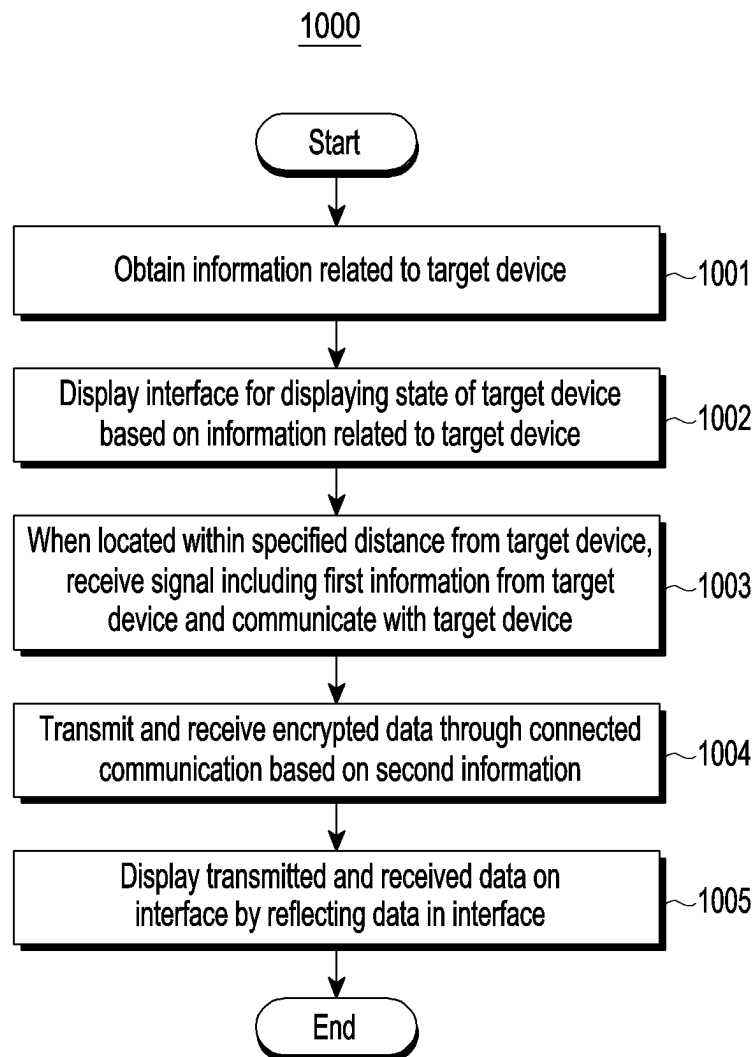 1000
Start
Obtain information related to target device
1001
Display interface for displaying state of target device
based on information related to target device
1002
When located within specified distance from target device,
receive signal including first information from target
device and communicate with target device
1003
Transmit and receive encrypted data through connected
communication based on second information
1004
Display transmitted and received data on
interface by reflecting data in interface
1005
End